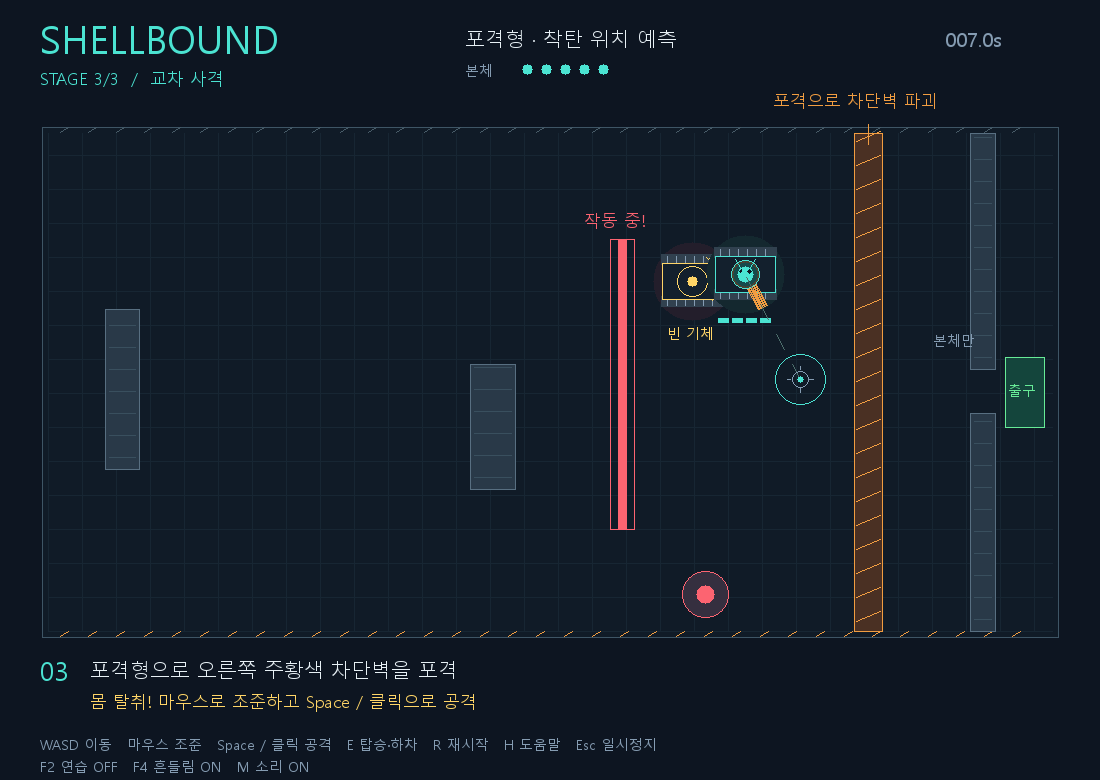 SHELLBOUND
포격형 · 착탄 위치 예측
007.0s
STAGE 3/3 / 교차 사격
본체
포격으로 차단벽 파괴
작동 중!
빈 기체
본체만
출구
03 포격형으로 오른쪽 주황색 차단벽을 포격
몸 탈취! 마우스로 조준하고 Space / 클릭으로 공격
WASD 이동 마우스 조준 Space / 클릭 공격 E 탑승·하차 R 재시작 H 도움말 Esc 일시정지
F2 연습 OFF F4 흔들림 ON M 소리 ON